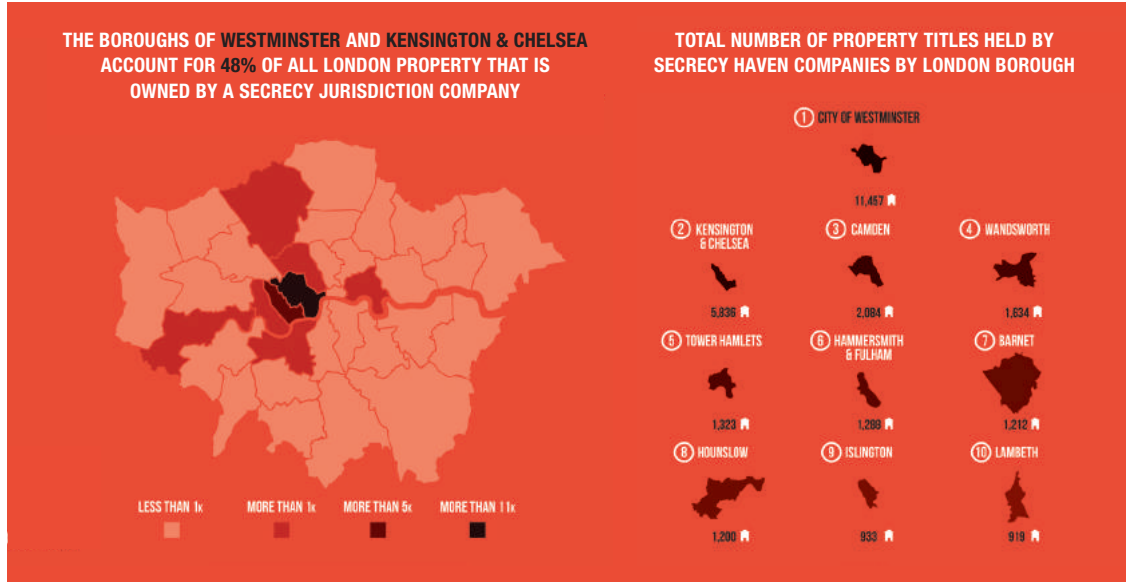 THE BOROUGHS OF WESTMINSTER AND KENSINGTON & CHELSEA
ACCOUNT FOR 48% OF ALL LONDON PROPERTY THAT IS
OWNED BY A SECRECY JURISDICTION COMPANY
LESS THAN 1K
MORE THAN 1K
MORE THAN 5K
MORE THAN 11K
TOTAL NUMBER OF PROPERTY TITLES HELD BY
SECRECY HAVEN COMPANIES BY LONDON BOROUGH
1 CITY OF WESTMINSTER
11,457
2 KENSINGTON
& CHELSEA
5,836
3 CAMDEN
2,084
4 WANDSWORTH
1,634
5 TOWER HAMLETS
1,323
6 HAMMERSMITH
& FULHAM
1,288
7 BARNET
1,212
8 HOUNSLOW
1,200
9 ISLINGTON
933
10 LAMBETH
919